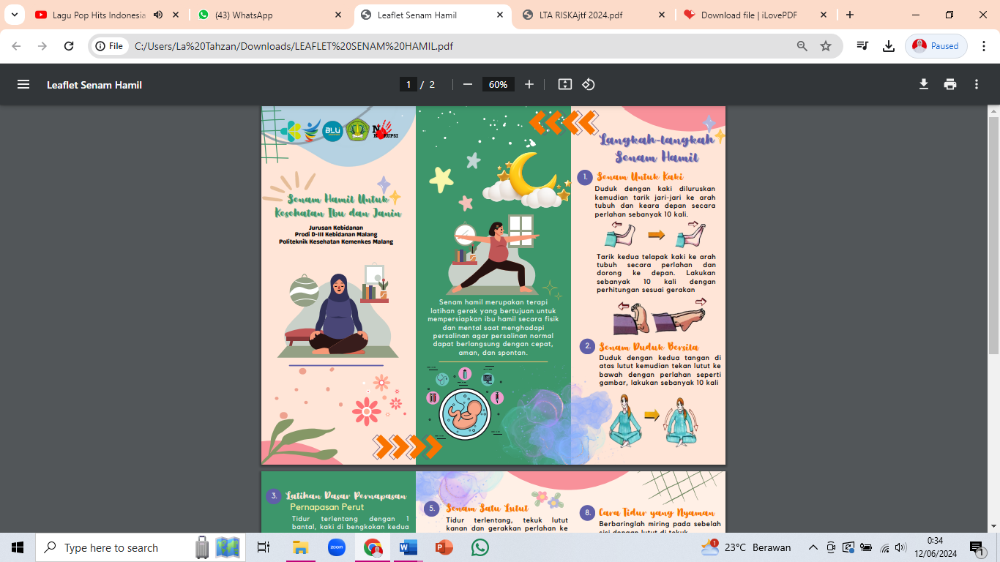 Lagu Pop Hits Indonesia
(43) WhatsApp
Leaflet Senam Hamil
LTA RISKAjtf 2024.pdf
Download file | iLovePDF
File
C:/Users/La%20Tahzan/Downloads/LEAFLET%20SENAM%20HAMIL.pdf
Paused
Leaflet Senam Hamil
1 / 2
60%
BLU
Senam Hamil Untuk
Kesehatan Ibu dan Janin
Jurusan Kebidanan
Prodi D-III Kebidanan Malang
Politeknik Kesehatan Kemenkes Malang
Senam hamil merupakan terapi
latihan gerak yang bertujuan untuk
mempersiapkan ibu hamil secara fisik
dan mental saat menghadapi
persalinan agar persalinan normal
dapat berlangsung dengan cepat,
aman, dan spontan.
Langkah-langkah
Senam Hamil
1. Senam Untuk Kaki
Duduk dengan kaki diluruskan
kemudian tarik jari-jari ke arah
tubuh dan keara depan secara
perlahan sebanyak 10 kali.
Tarik kedua telapak kaki ke arah
tubuh secara perlahan dan
dorong ke depan. Lakukan
sebanyak 10 kali dengan
perhitungan sesuai gerakan
2. Senam Duduk Bersila
Duduk dengan kedua tangan di
atas lutut kemudian tekan lutut ke
bawah dengan perlahan seperti
gambar, lakukan sebanyak 10 kali
3. Latihan Dasar Pernapasan
Pernapasan Perut
Tidur terlentang dengan 1
bantal, kaki di bengkokan kedua
5. Senam Satu Lutut
Tidur terlentang, tekuk lutut
kanan dan gerakkan perlahan ke
8. Cara Tidur yang Nyaman
Berbaringlah miring pada sebelah
sisi dengan lutut di tekuk
Type here to search
zoom
1
23°C Berawan
0:34
12/06/2024
1